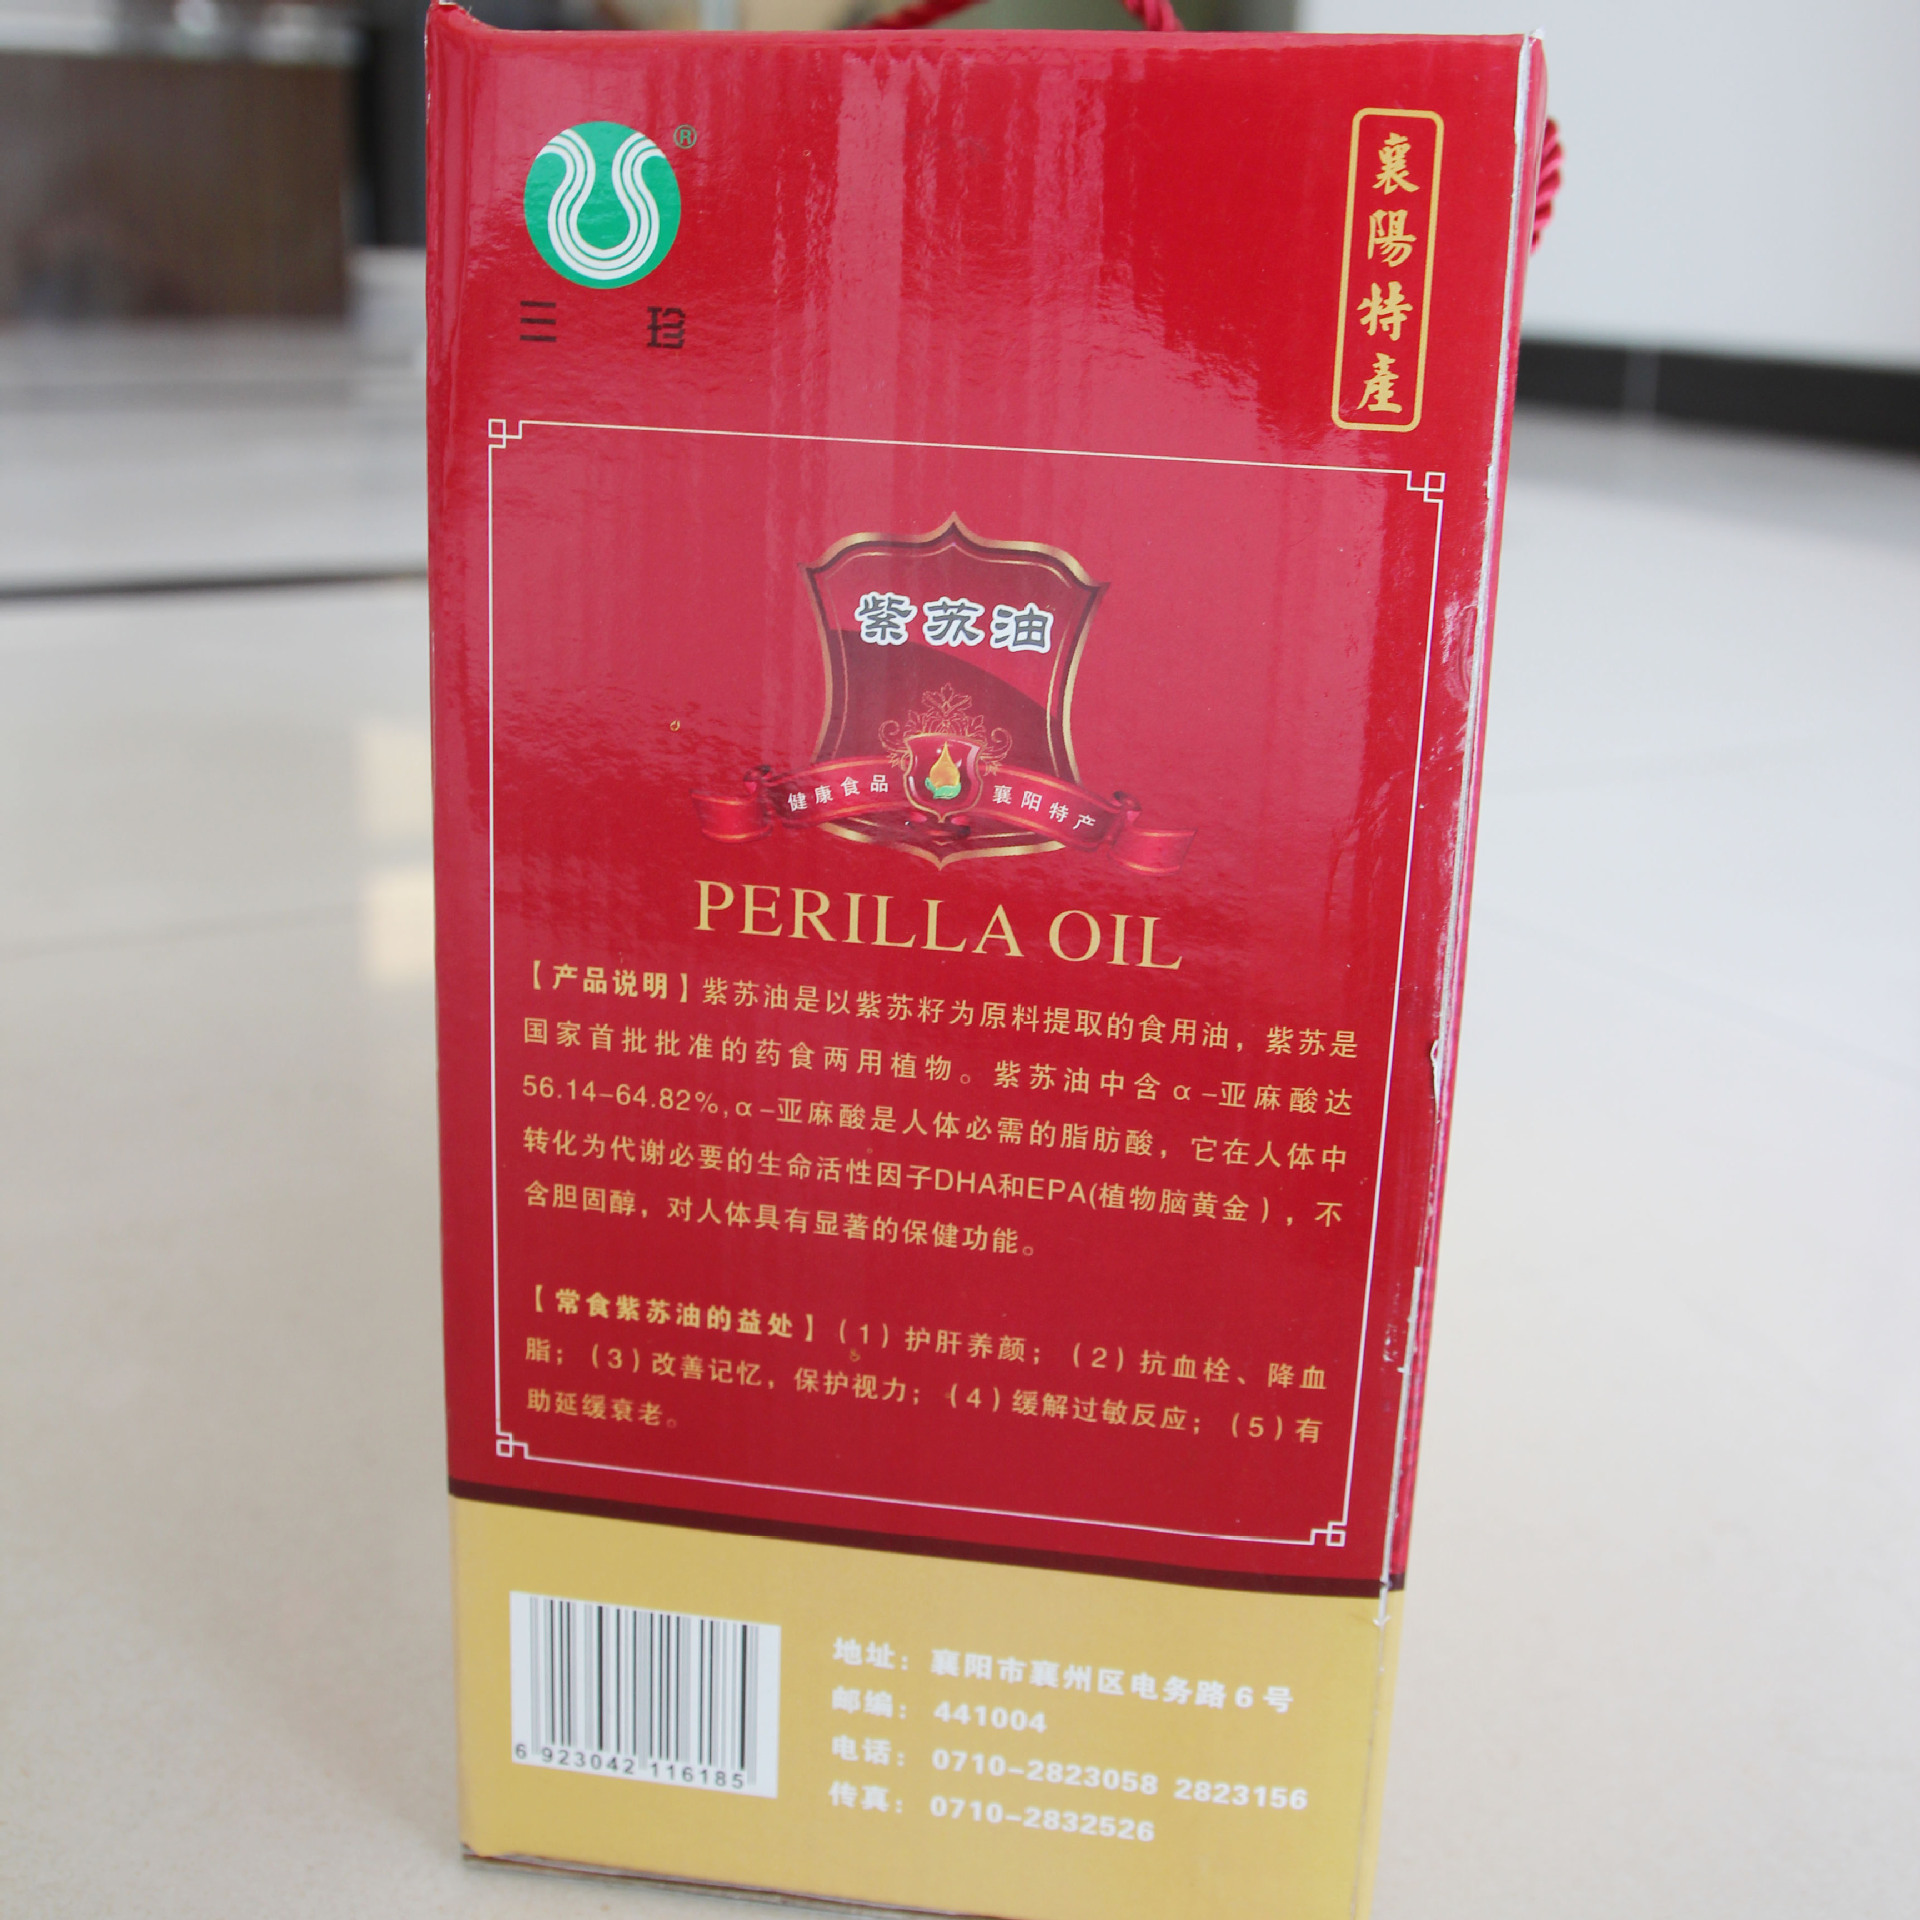 ®
三珍
襄陽特產
紫苏油
健康食品 襄阳特产
PERILLA OIL
【产品说明】紫苏油是以紫苏籽为原料提取的食用油，紫苏是
国家首批批准的药食两用植物。紫苏油中含α-亚麻酸达
56.14-64.82%,α-亚麻酸是人体必需的脂肪酸，它在人体中
转化为代谢必要的生命活性因子DHA和EPA(植物脑黄金），不
含胆固醇，对人体具有显著的保健功能。
【常食紫苏油的益处】（1）护肝养颜；（2）抗血栓、降血
脂；（3）改善记忆，保护视力；（4）缓解过敏反应；（5）有
助延缓衰老。
6 923042 116185
地址：襄阳市襄州区电务路6号
邮编：441004
电话：0710-2823058 2823156
传真：0710-2832526